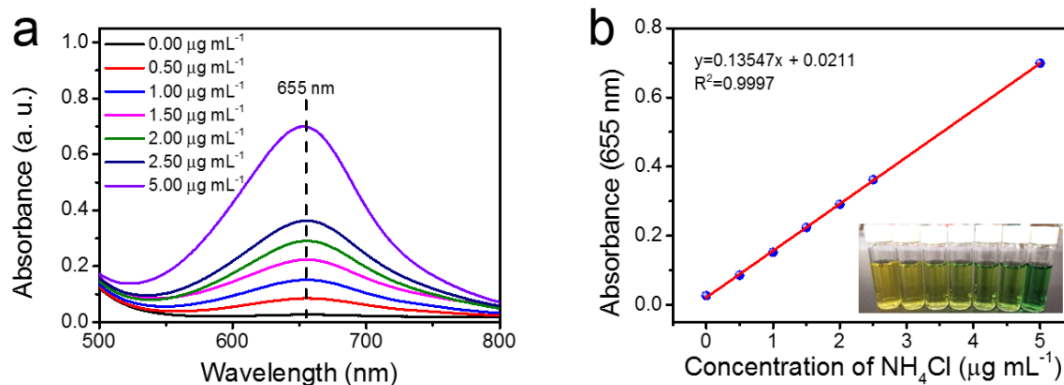 a
1.0
0.8
0.6
0.4
0.2
0.0
Absorbance (a. u.)
0.00 μg mL⁻¹
0.50 μg mL⁻¹
1.00 μg mL⁻¹
1.50 μg mL⁻¹
2.00 μg mL⁻¹
2.50 μg mL⁻¹
5.00 μg mL⁻¹
655 nm
500 600 700 800
Wavelength (nm)
b
0.8
0.6
0.4
0.2
0.0
Absorbance (655 nm)
y=0.13547x + 0.0211
R²=0.9997
0 1 2 3 4 5
Concentration of NH₄Cl (μg mL⁻¹)